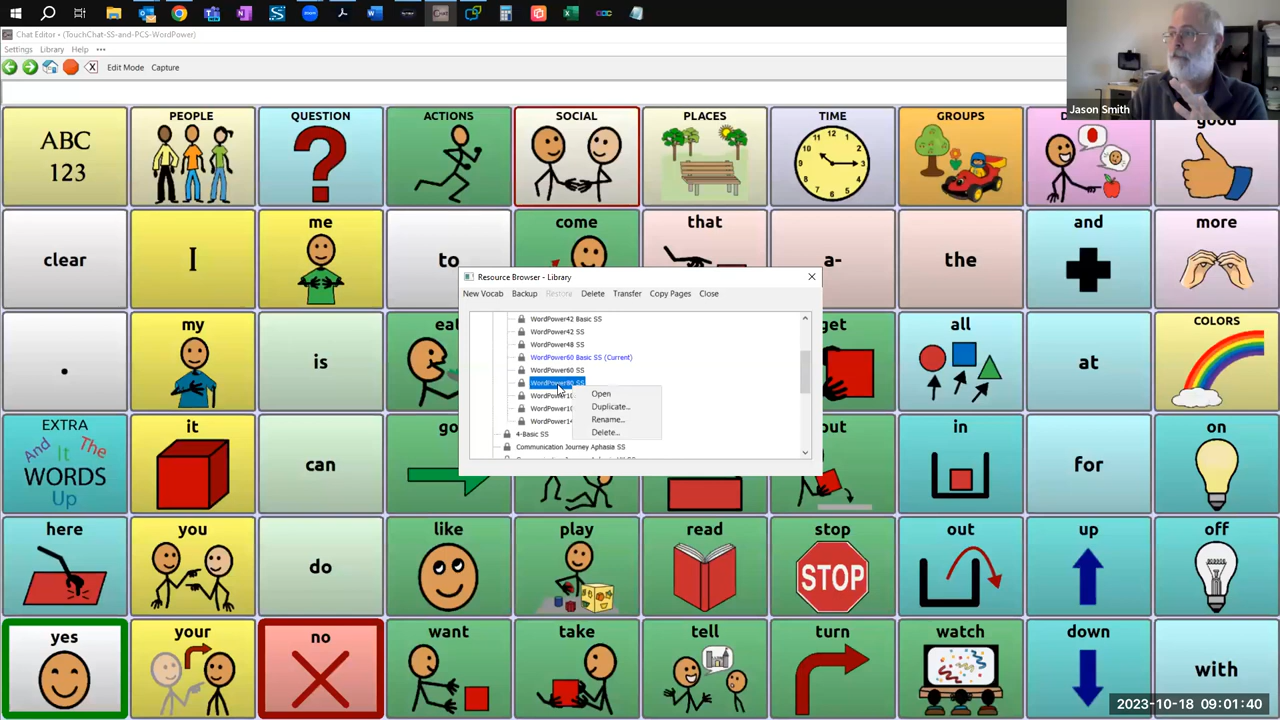 Chat Editor • (TouchChat-SS-and-PCS-WordPower)
Settings Library Help •••
Edit Mode Capture
Jason Smith
ABC
123
PEOPLE
QUESTION
ACTIONS
SOCIAL
PLACES
TIME
GROUPS
good
clear
I
me
to
come
that
a-
the
and
more
Resource Browser - Library
New Vocab Backup Restore Delete Transfer Copy Pages Close
WordPower42 Basic SS
WordPower42 SS
WordPower48 SS
WordPower60 Basic SS (Current)
WordPower60 SS
WordPower80 SS
Open
Duplicate...
Rename...
Delete...
4-Basic SS
Communication Journey Aphasia SS
.
my
is
eat
get
all
at
COLORS
EXTRA
And It The
WORDS
Up
it
can
in
for
on
here
you
do
like
play
read
stop
STOP
out
up
off
yes
your
no
want
take
tell
turn
watch
down
with
2023-10-18 09:01:40